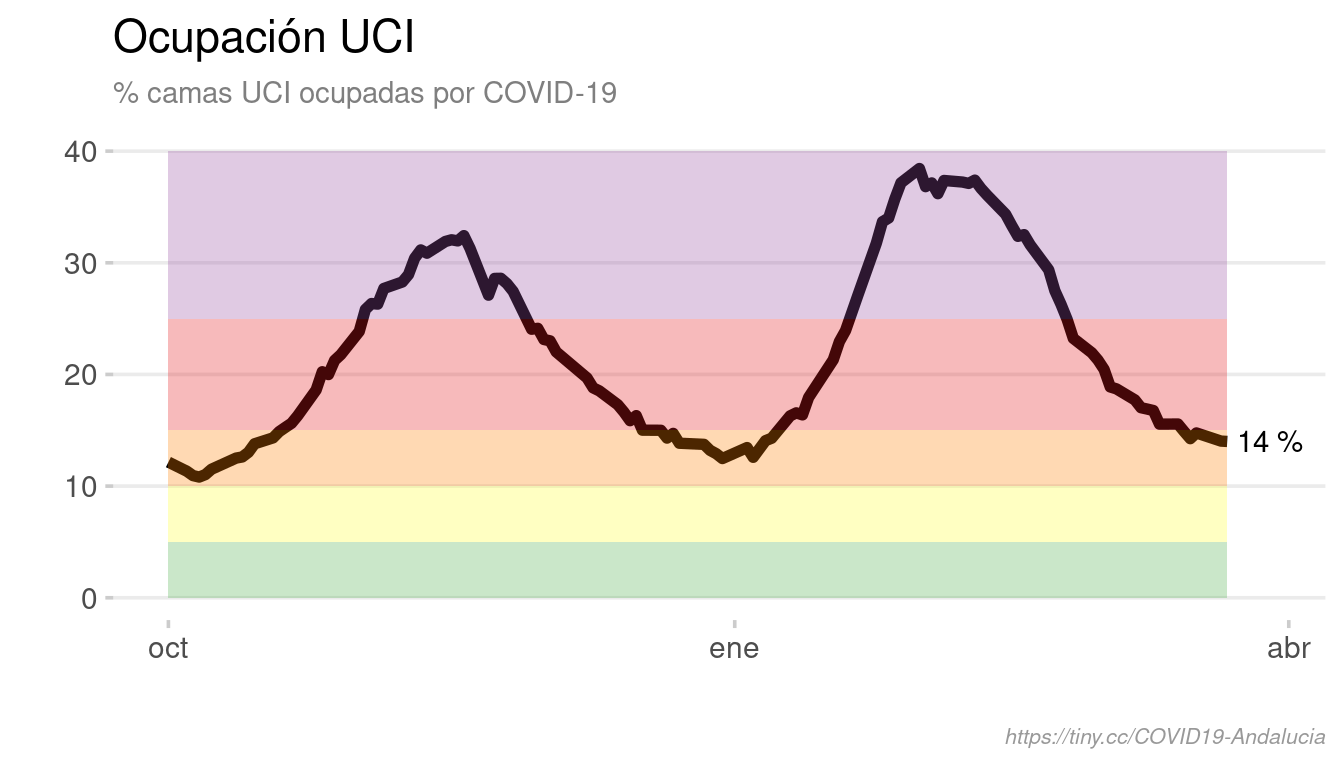 Ocupación UCI
% camas UCI ocupadas por COVID-19
40
30
20
14 %
10
0
oct ene abr
https://tiny.cc/COVID19-Andalucia